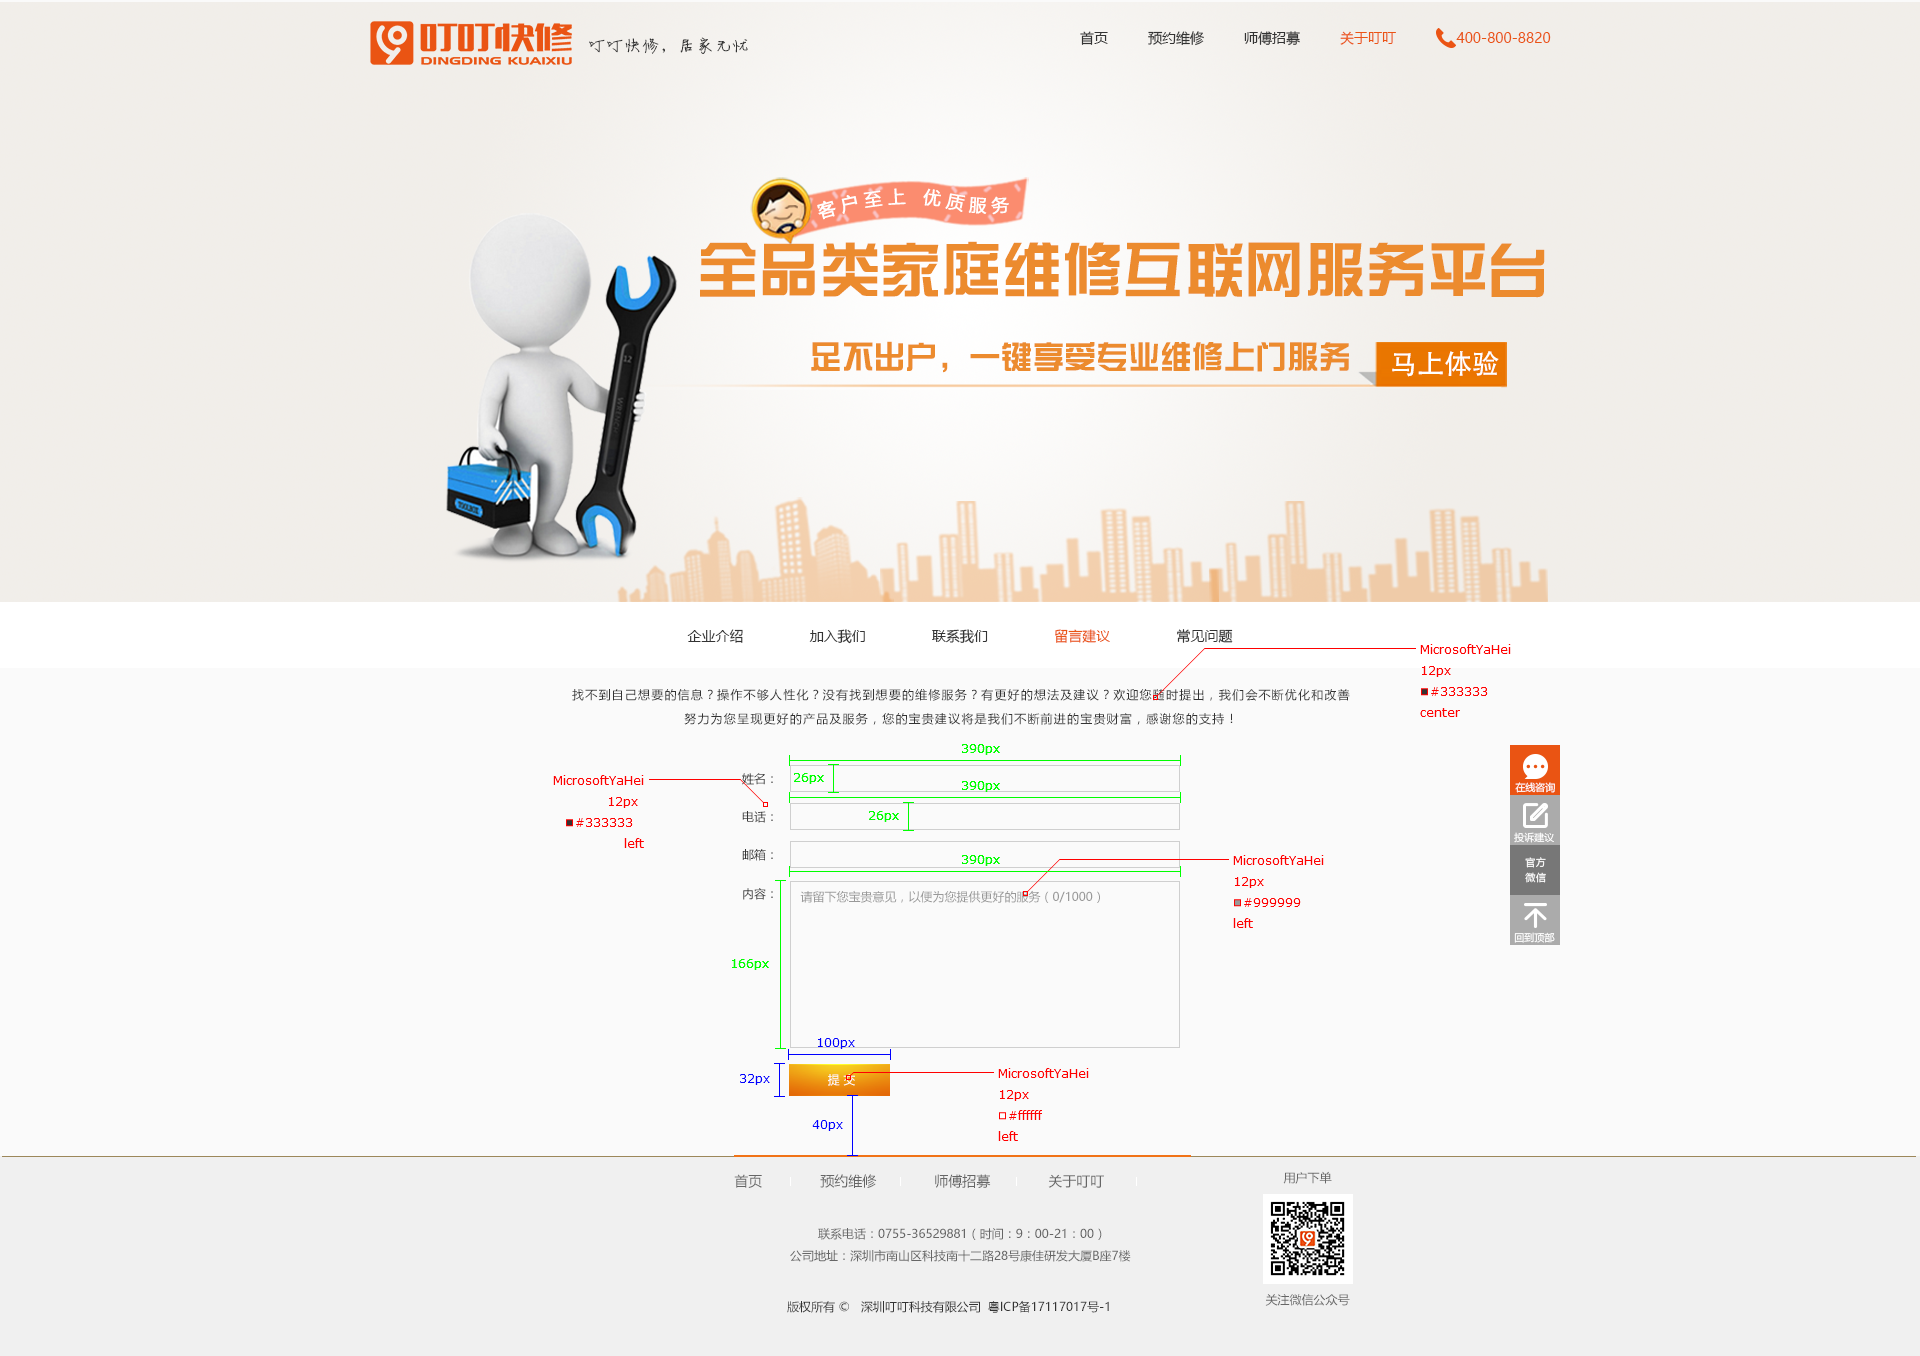 叮叮快修
DINGDING KUAIXIU
叮叮快修，居家无忧
首页 预约维修 师傅招募 关于叮叮 400-800-8820
客户至上 优质服务
全品类家庭维修互联网服务平台
足不出户，一键享受专业维修上门服务 马上体验
12
TOOLBOX
企业介绍 加入我们 联系我们 留言建议 常见问题
MicrosoftYaHei
12px
#333333
center
找不到自己想要的信息？操作不够人性化？没有找到想要的维修服务？有更好的想法及建议？欢迎您随时提出，我们会不断优化和改善
努力为您呈现更好的产品及服务，您的宝贵建议将是我们不断前进的宝贵财富，感谢您的支持！
390px
姓名： 26px
390px
MicrosoftYaHei
12px
#333333
left
电话： 26px
邮箱： 390px
MicrosoftYaHei
12px
#999999
left
内容： 请留下您宝贵意见，以便为您提供更好的服务（0/1000）
166px
100px
32px 提 交
MicrosoftYaHei
12px
#ffffff
left
40px
在线咨询
投诉建议
官方
微信
回到顶部
首页 预约维修 师傅招募 关于叮叮
用户下单
联系电话：0755-36529881（时间：9：00-21：00）
公司地址：深圳市南山区科技南十二路28号康佳研发大厦B座7楼
关注微信公众号
版权所有 © 深圳叮叮科技有限公司 粤ICP备17117017号-1